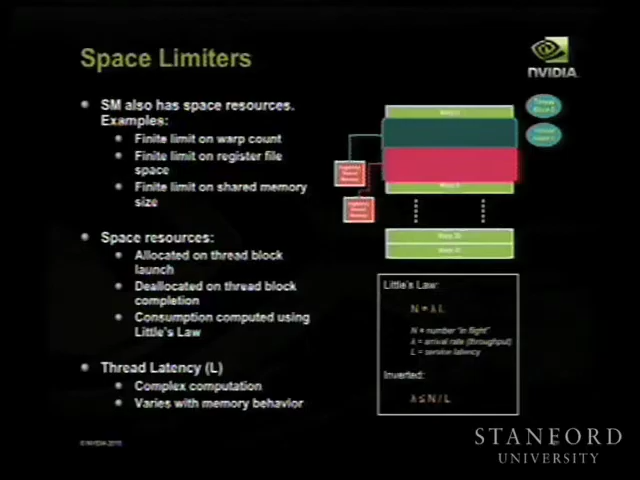 Space Limiters
NVIDIA
SM also has space resources.
Examples:
Finite limit on warp count
Finite limit on register file
space
Finite limit on shared memory
size
Space resources:
Allocated on thread block
launch
Deallocated on thread block
completion
Consumption computed using
Little's Law
Thread Latency (L)
Complex computation
Varies with memory behavior
Little's Law:
N = λ L
N = number "in flight"
λ = arrival rate (throughput)
L = service latency
Inverted:
λ ≤ N / L
© NVIDIA 2010
STANFORD
UNIVERSITY